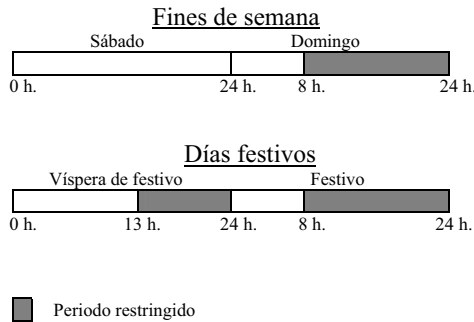 Fines de semana
Sábado Domingo
0 h. 24 h. 8 h. 24 h.
Días festivos
Víspera de festivo Festivo
0 h. 13 h. 24 h. 8 h. 24 h.
Periodo restringido